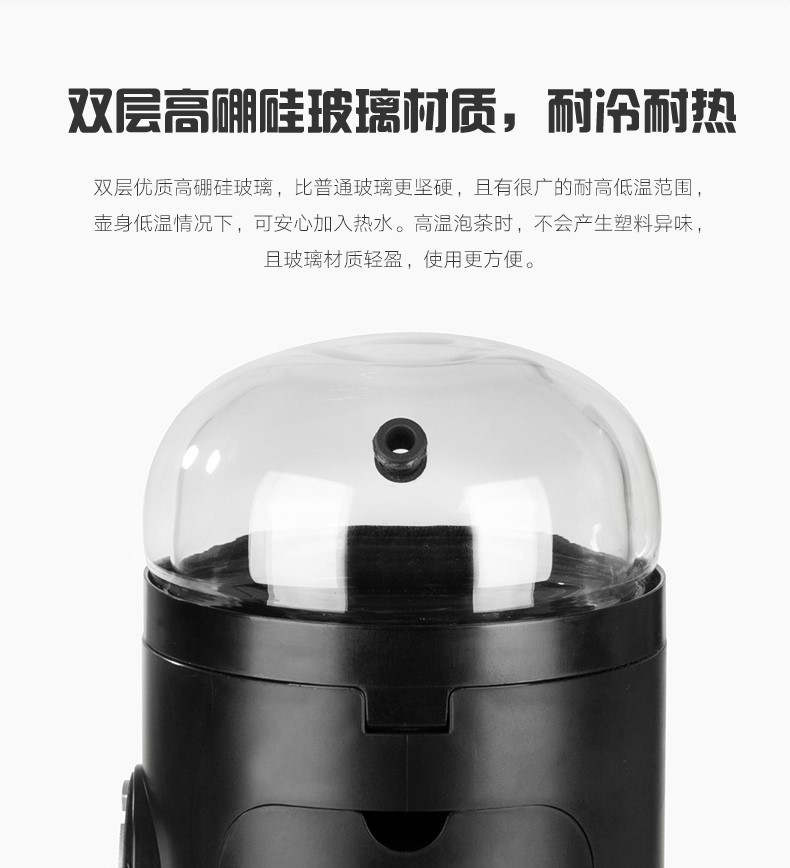 双层高硼硅玻璃材质，耐冷耐热
双层优质高硼硅玻璃，比普通玻璃更坚硬，且有很广的耐高低温范围，
壶身低温情况下，可安心加入热水。高温泡茶时，不会产生塑料异味，
且玻璃材质轻盈，使用更方便。